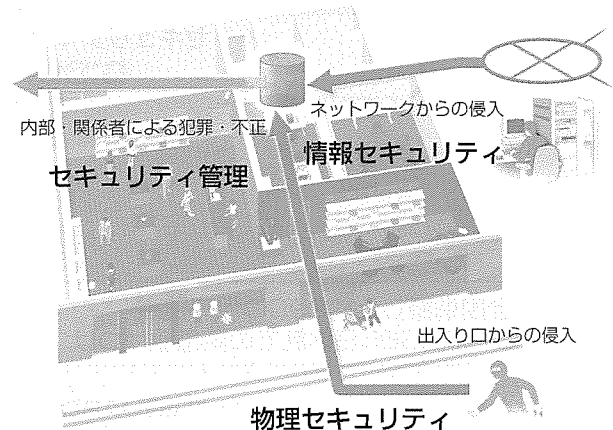 ネットワークからの侵入
内部・関係者による犯罪・不正
情報セキュリティ
セキュリティ管理
出入り口からの侵入
物理セキュリティ